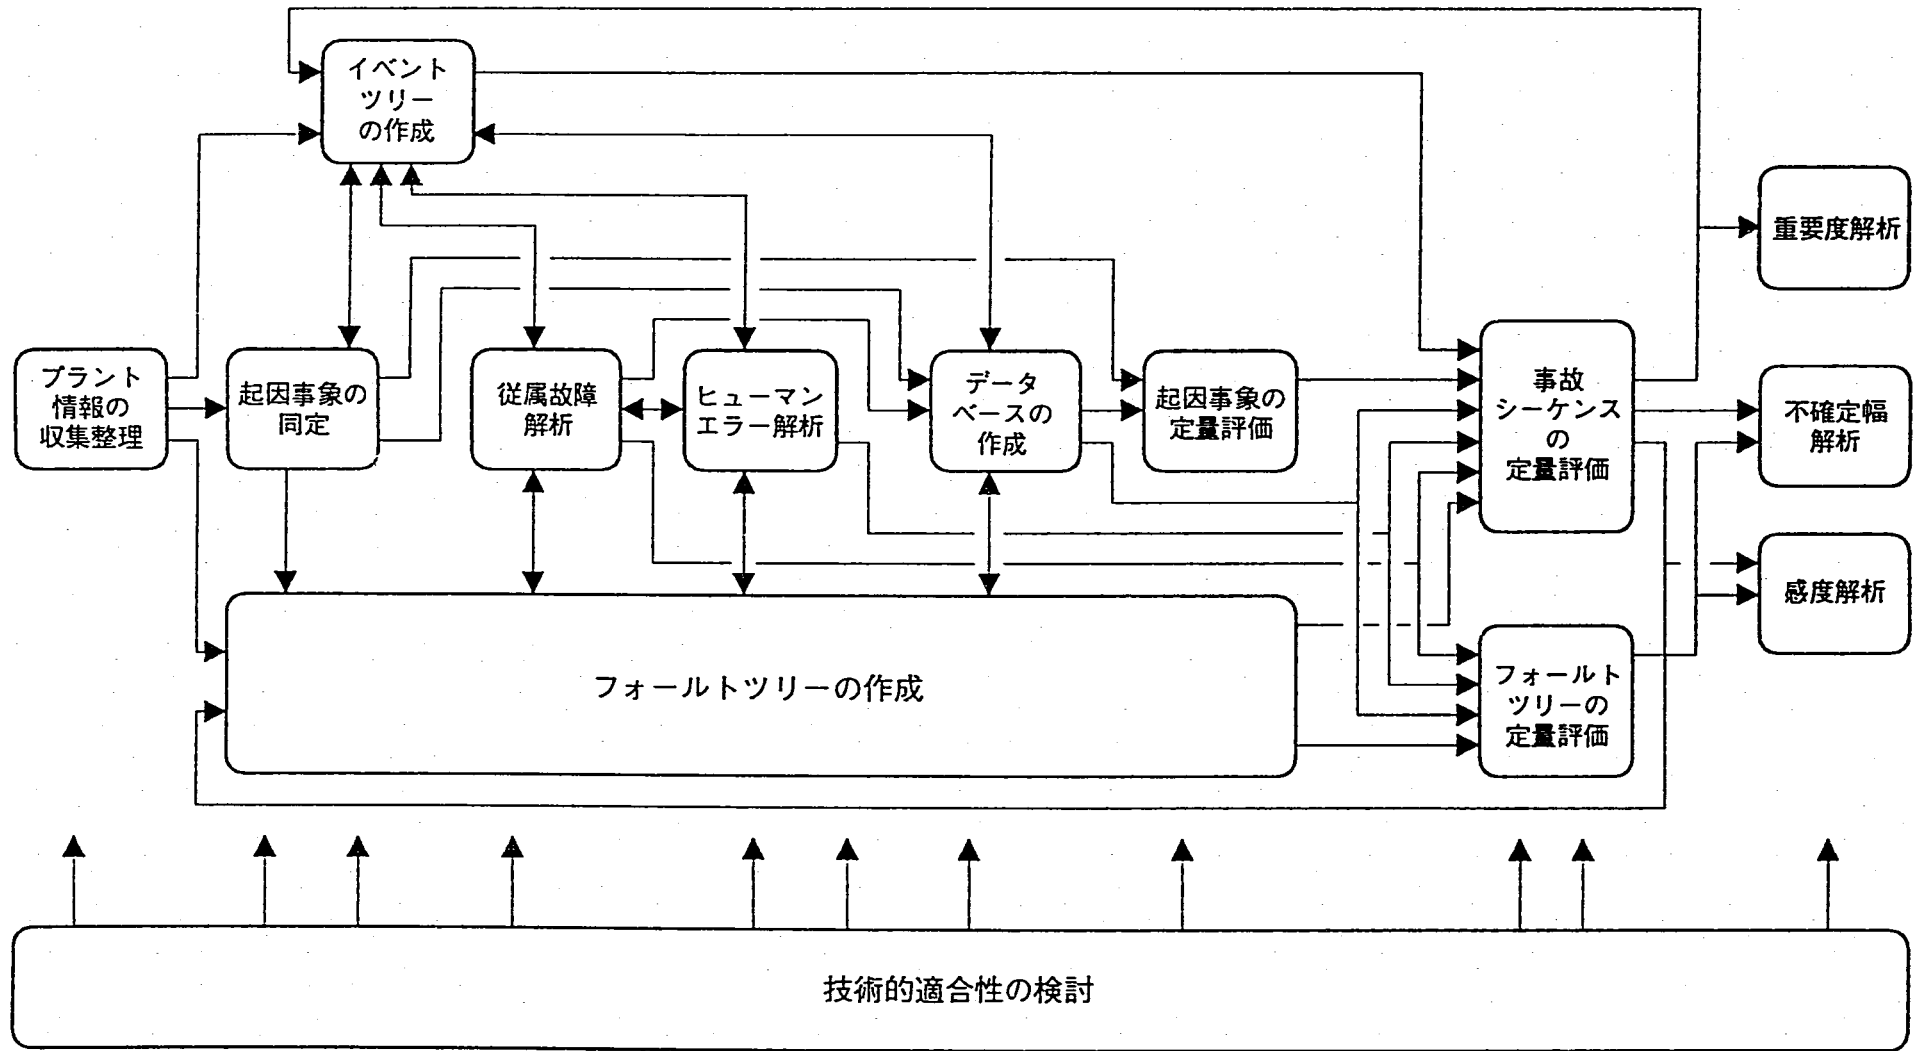 イベント
ツリー
の作成
重要度解析
プラント
情報の
収集整理
起因事象の
同定
従属故障
解析
ヒューマン
エラー解析
データ
ベースの
作成
起因事象の
定量評価
事故
シーケンス
の
定量評価
不確定幅
解析
感度解析
フォールトツリーの作成
フォールト
ツリーの
定量評価
技術的適合性の検討